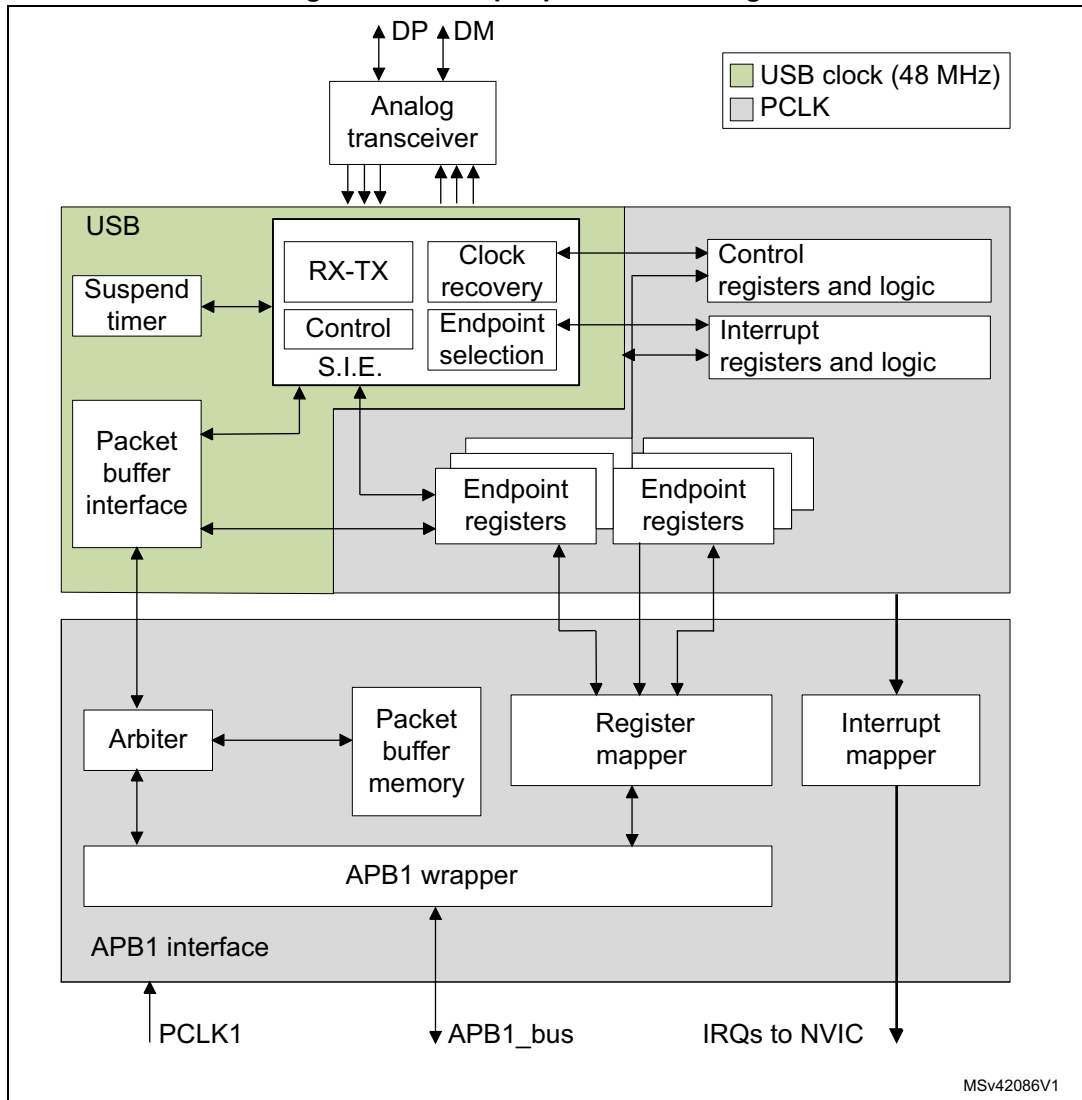 DP DM
USB clock (48 MHz)
PCLK
Analog
transceiver
USB
RX-TX
Clock
recovery
Control
registers and logic
Suspend
timer
Control
Endpoint
selection
Interrupt
registers and logic
S.I.E.
Packet
buffer
interface
Endpoint
registers
Endpoint
registers
Arbiter
Packet
buffer
memory
Register
mapper
Interrupt
mapper
APB1 wrapper
APB1 interface
PCLK1
APB1_bus
IRQs to NVIC
MSv42086V1